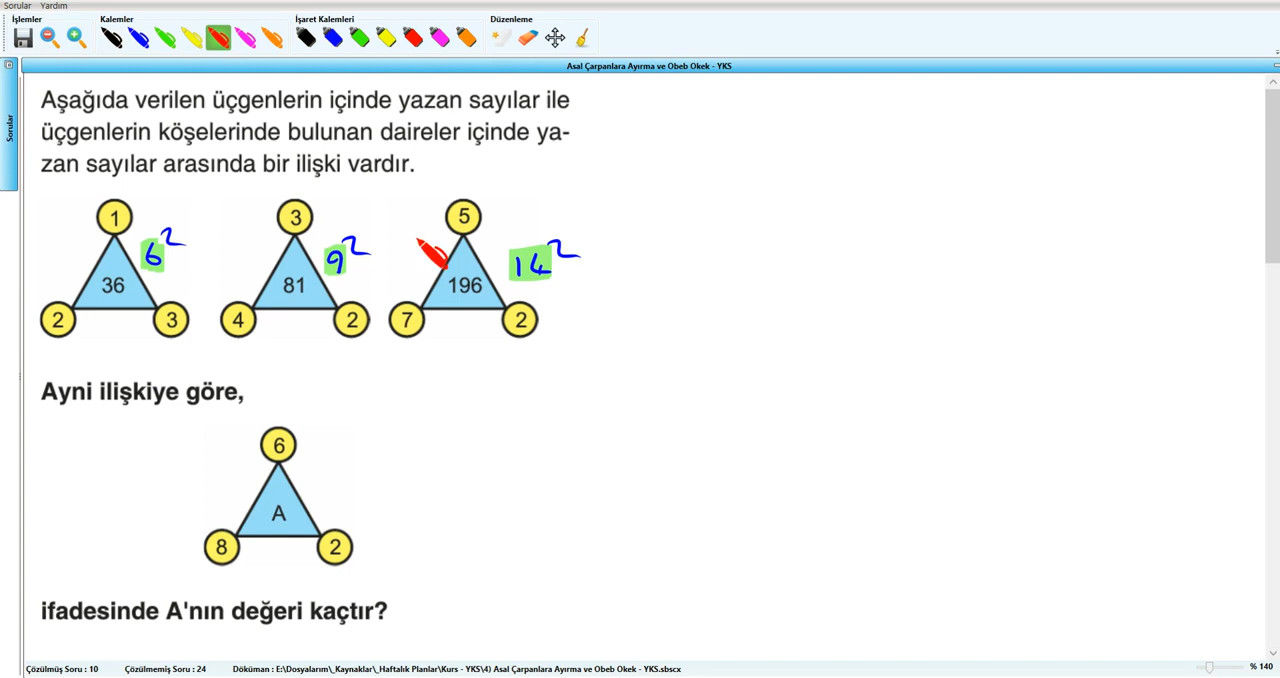 Sorular Yardım
İşlemler Kalemler İşaret Kalemleri Düzenleme
Asal Çarpanlara Ayırma ve Obeb Okek - YKS
Sorular
Aşağıda verilen üçgenlerin içinde yazan sayılar ile
üçgenlerin köşelerinde bulunan daireler içinde ya-
zan sayılar arasında bir ilişki vardır.
1 3 5
6² 9² 14²
36 81 196
2 3 4 2 7 2
Ayni ilişkiye göre,
6
A
8 2
ifadesinde A'nın değeri kaçtır?
Çözülmüş Soru : 10 Çözülmemiş Soru : 24 Döküman : E:\Dosyalarım\_Kaynaklar\_Haftalık Planlar\Kurs - YKS\4) Asal Çarpanlara Ayırma ve Obeb Okek - YKS.sbscx % 140